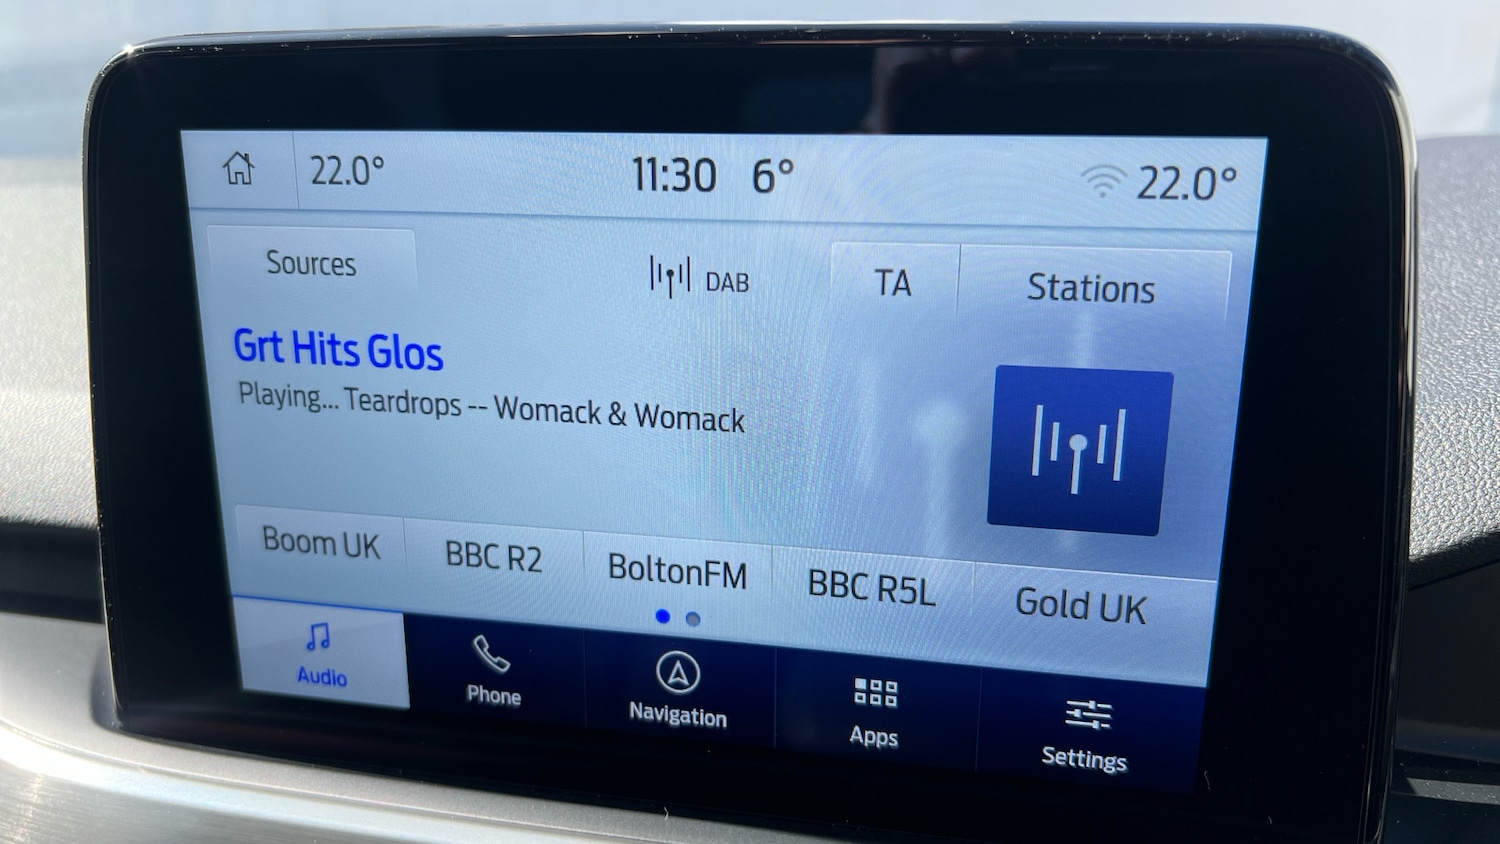 22.0° 11:30 6° 22.0°
Sources DAB TA Stations
Grt Hits Glos
Playing... Teardrops -- Womack & Womack
Boom UK BBC R2 BoltonFM BBC R5L Gold UK
Audio Phone Navigation Apps Settings